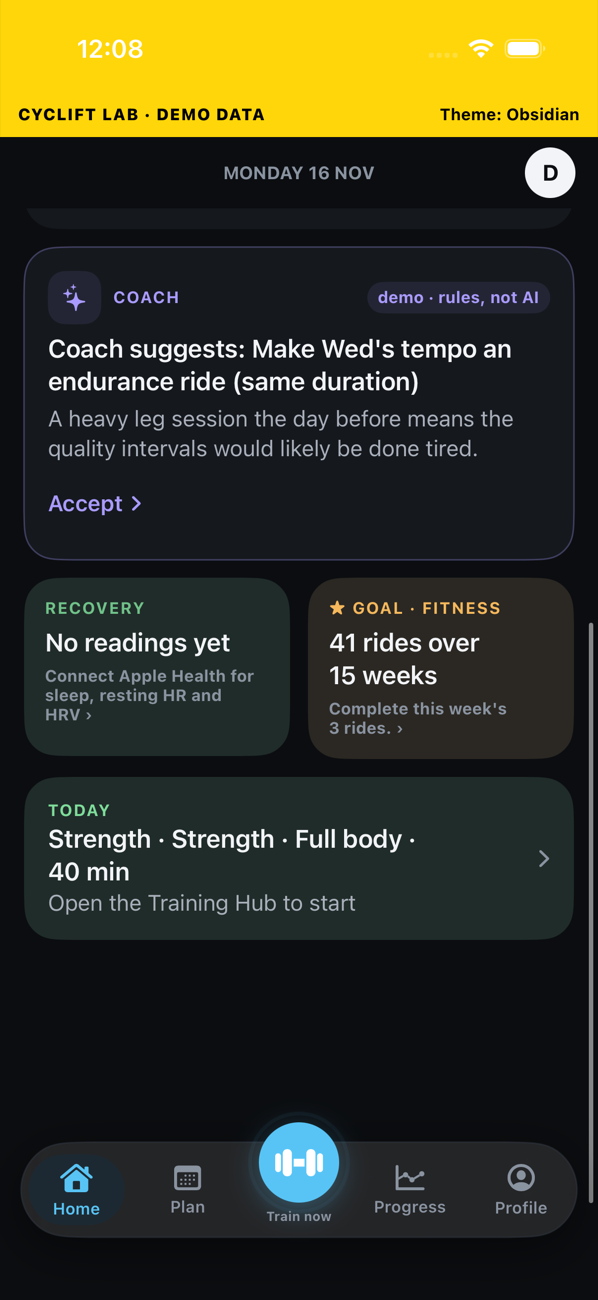 12:08
CYCLIFT LAB · DEMO DATA
Theme: Obsidian
MONDAY 16 NOV
D
COACH
demo · rules, not AI
Coach suggests: Make Wed's tempo an
endurance ride (same duration)
A heavy leg session the day before means the
quality intervals would likely be done tired.
Accept ›
RECOVERY
No readings yet
Connect Apple Health for
sleep, resting HR and
HRV ›
GOAL · FITNESS
41 rides over
15 weeks
Complete this week's
3 rides. ›
TODAY
Strength · Strength · Full body ·
40 min
Open the Training Hub to start
Home
Plan
Train now
Progress
Profile